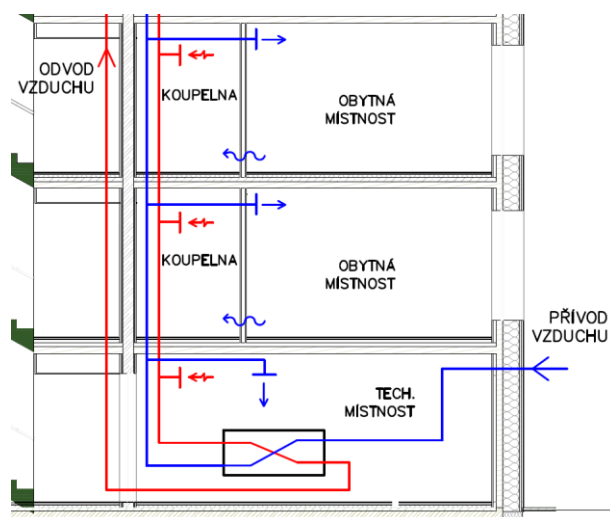 ODVOD
VZDUCHU
KOUPELNA
OBYTNÁ
MÍSTNOST
KOUPELNA
OBYTNÁ
MÍSTNOST
PŘÍVOD
VZDUCHU
TECH.
MÍSTNOST